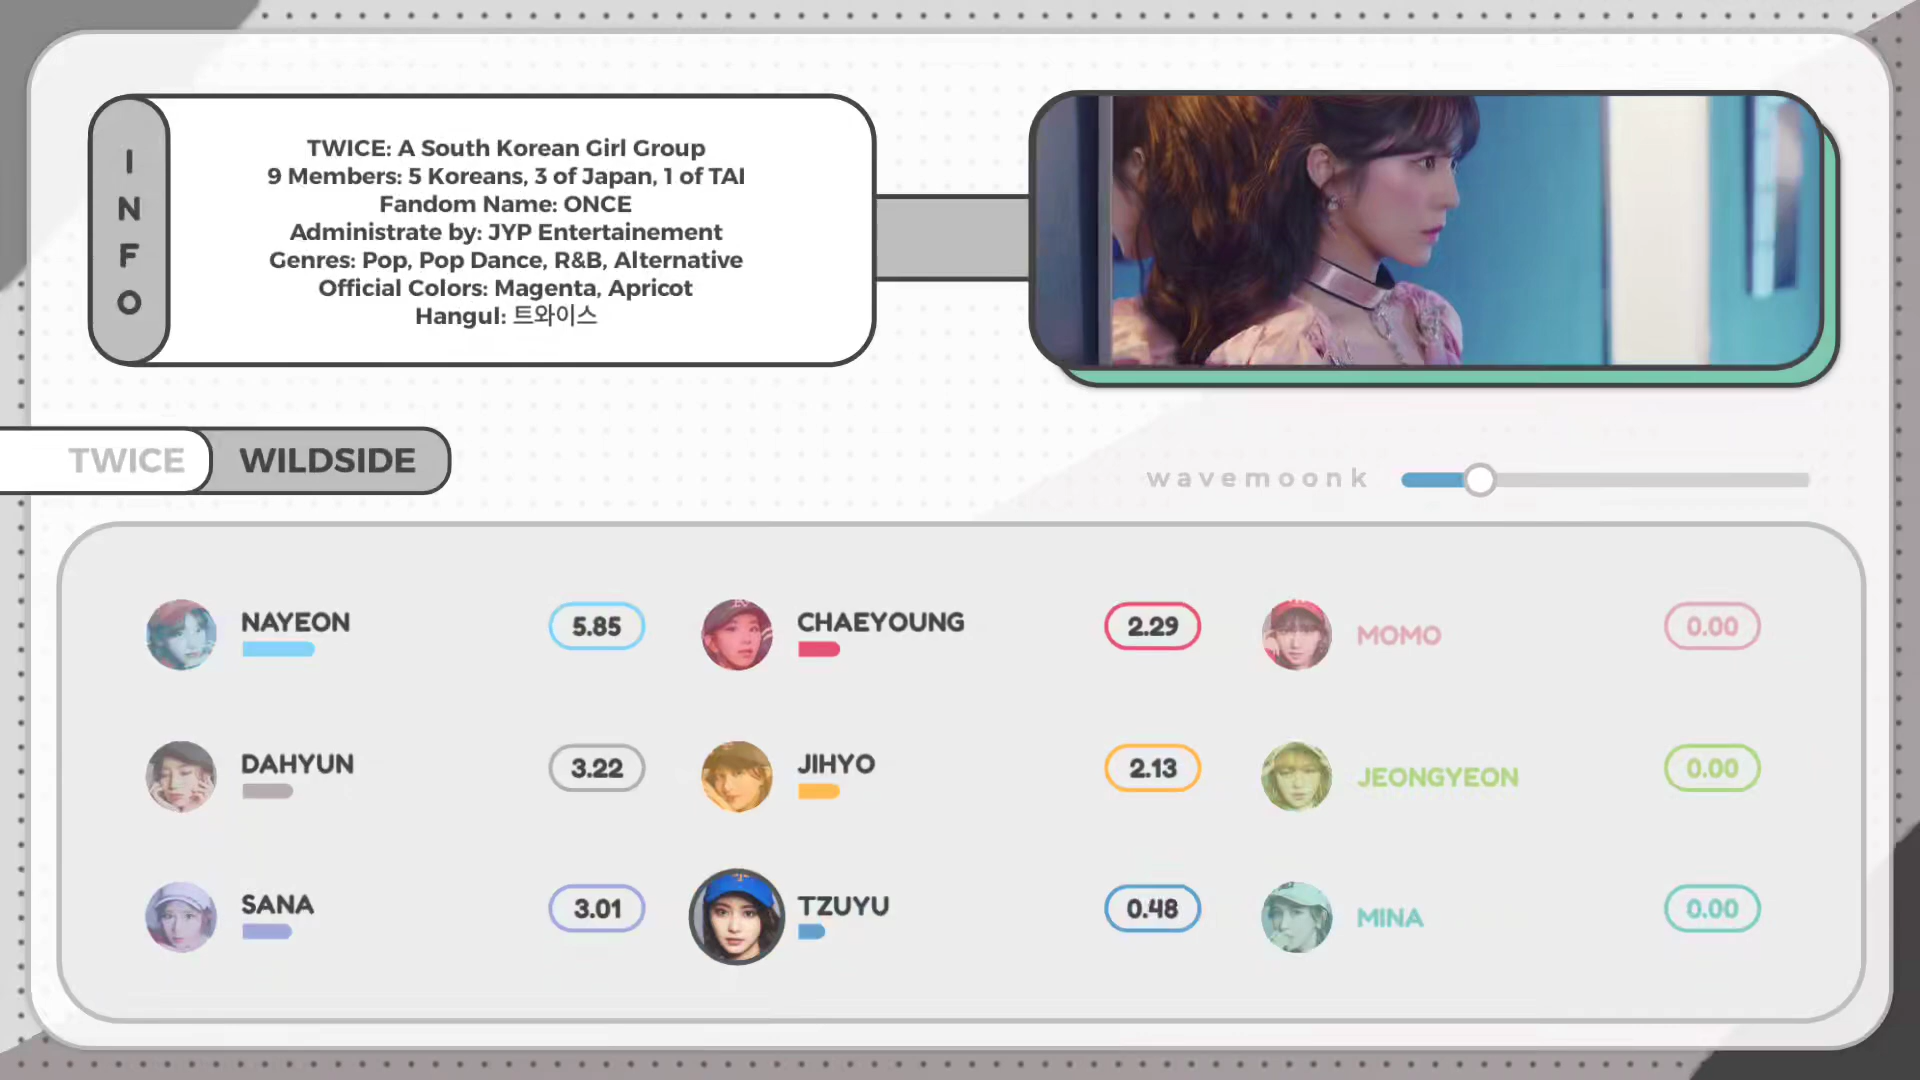 INFO
TWICE: A South Korean Girl Group
9 Members: 5 Koreans, 3 of Japan, 1 of TAI
Fandom Name: ONCE
Administrate by: JYP Entertainement
Genres: Pop, Pop Dance, R&B, Alternative
Official Colors: Magenta, Apricot
Hangul: 트와이스
TWICE WILDSIDE
wavemoonk
NAYEON 5.85
CHAEYOUNG 2.29
MOMO 0.00
DAHYUN 3.22
JIHYO 2.13
JEONGYEON 0.00
SANA 3.01
TZUYU 0.48
MINA 0.00